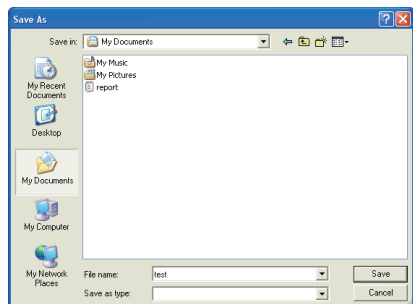 Save As
Save in: My Documents
My Music
My Pictures
report
My Recent
Documents
Desktop
My Documents
My Computer
My Network
Places
File name: test
Save as type:
Save
Cancel